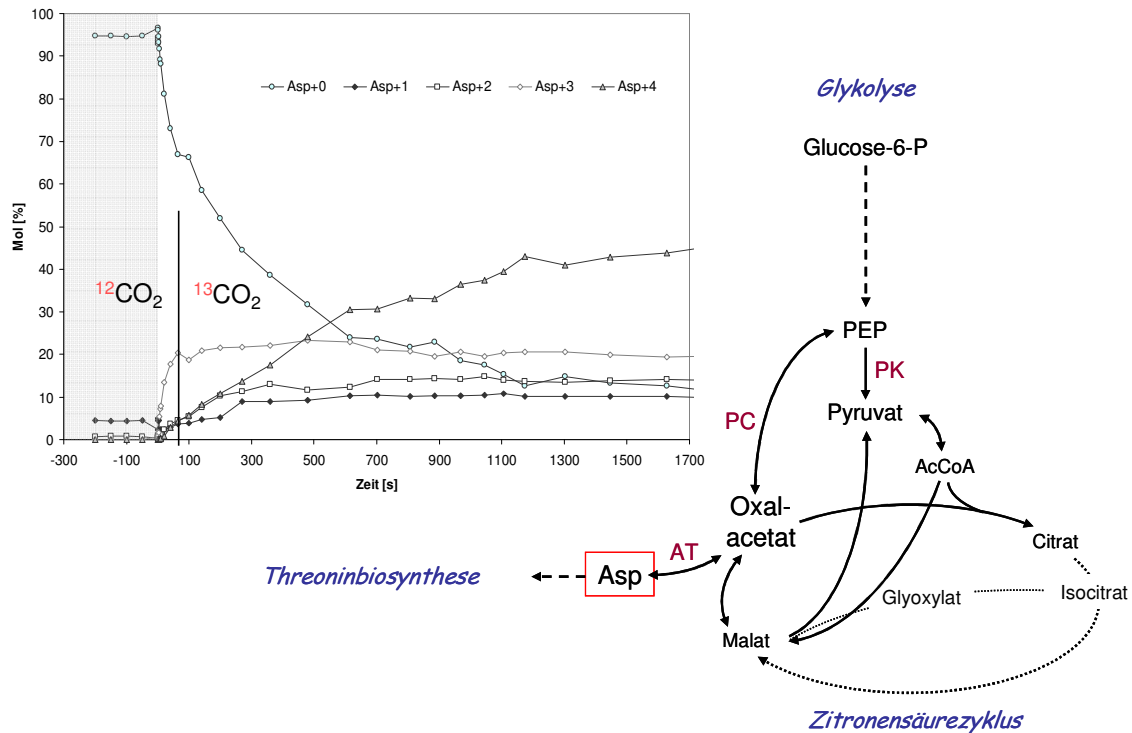 100
90
80
70
60
50
40
30
20
10
0
Mol [%]
-300 -100 100 300 500 700 900 1100 1300 1500 1700
Zeit [s]
Asp+0 Asp+1 Asp+2 Asp+3 Asp+4
¹²CO₂ ¹³CO₂
Glykolyse
Glucose-6-P
PEP
PK
Pyruvat
PC
AcCoA
Oxal-
acetat
Citrat
AT
Threoninbiosynthese
Asp
Glyoxylat
Isocitrat
Malat
Zitronensäurezyklus